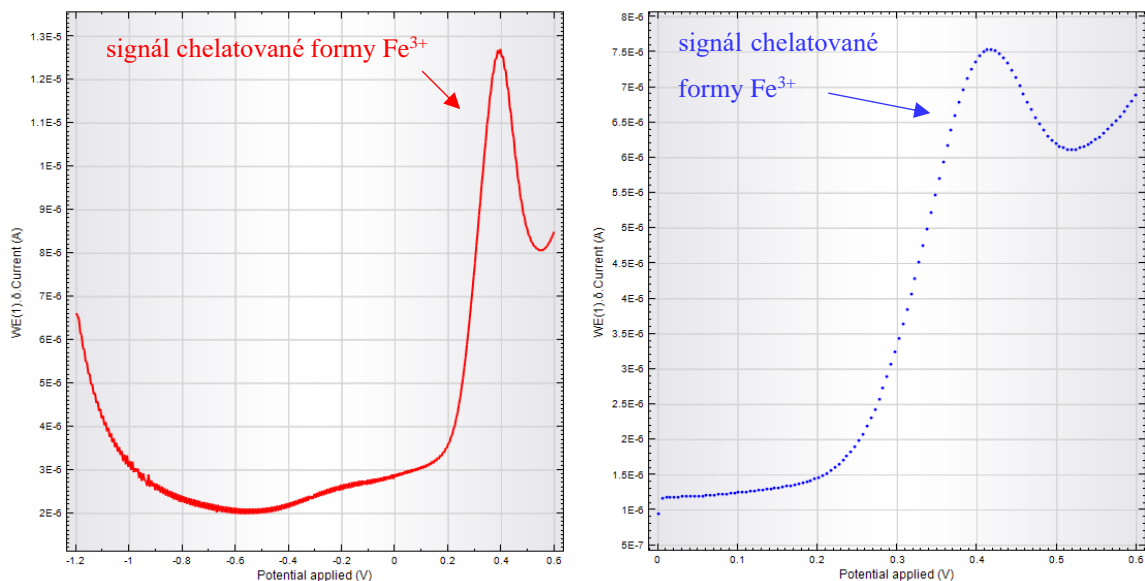 signál chelatované formy Fe³⁺
WE(1).δ.Current (A)
1.3E-5
1.2E-5
1.1E-5
1E-5
9E-6
8E-6
7E-6
6E-6
5E-6
4E-6
3E-6
2E-6
-1.2 -1 -0.8 -0.6 -0.4 -0.2 0 0.2 0.4 0.6
Potential applied (V)
signál chelatované
formy Fe³⁺
WE(1).δ.Current (A)
8E-6
7.5E-6
7E-6
6.5E-6
6E-6
5.5E-6
5E-6
4.5E-6
4E-6
3.5E-6
3E-6
2.5E-6
2E-6
1.5E-6
1E-6
5E-7
0 0.1 0.2 0.3 0.4 0.5 0.6
Potential applied (V)